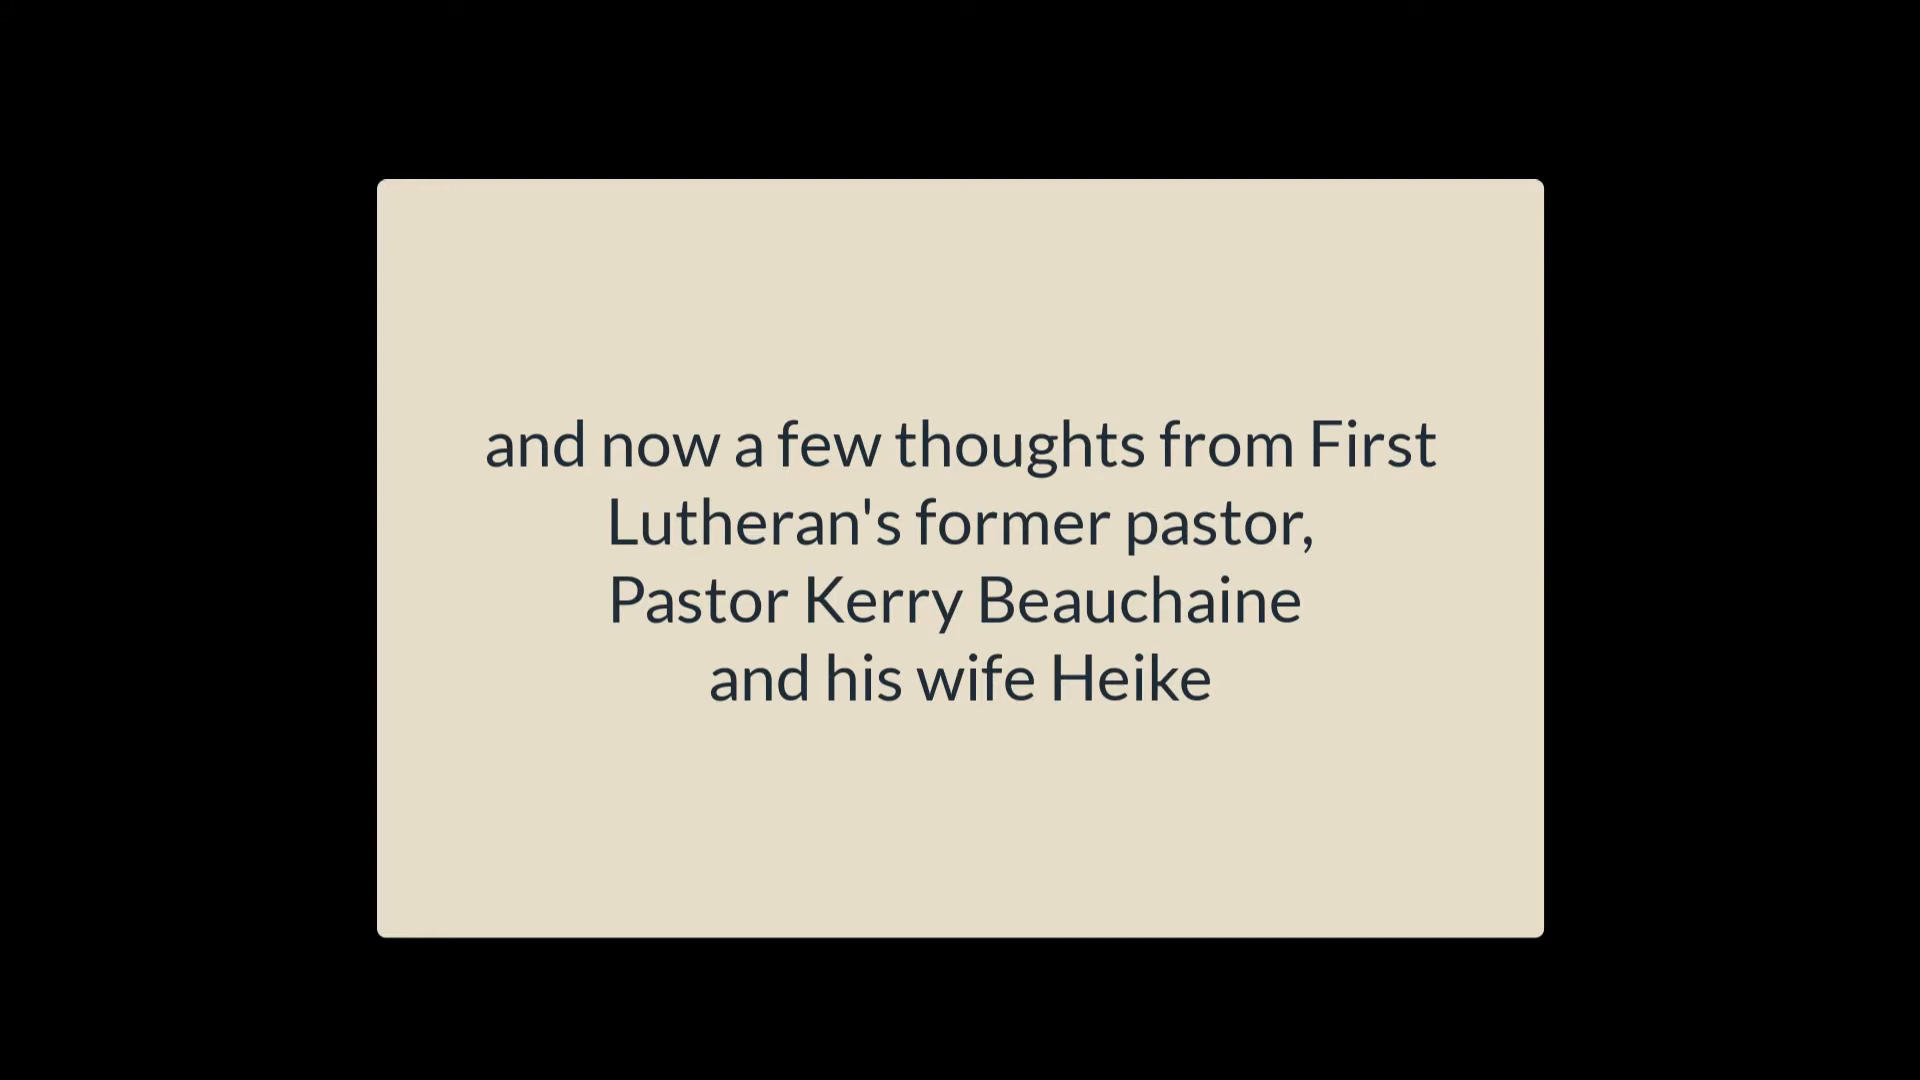 and now a few thoughts from First
Lutheran's former pastor,
Pastor Kerry Beauchaine
and his wife Heike